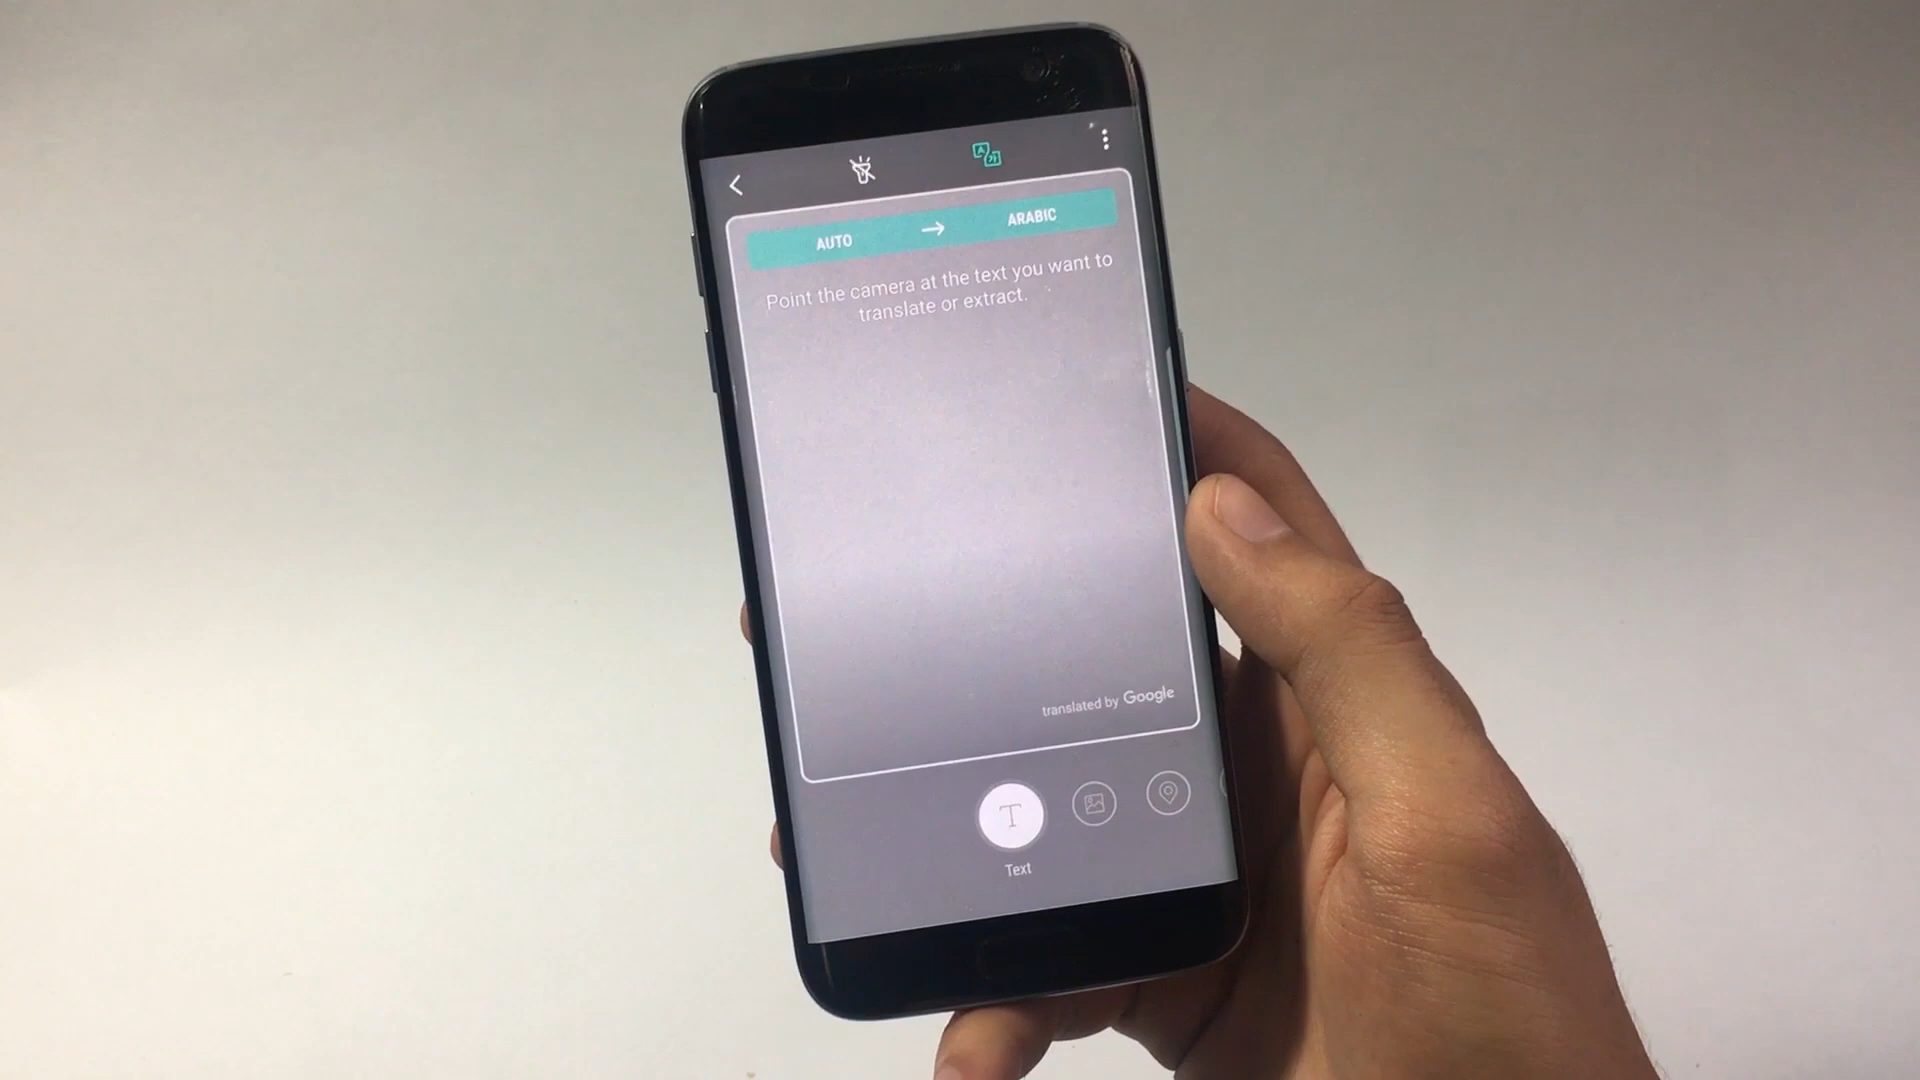 AUTO → ARABIC
Point the camera at the text you want to
translate or extract.
translated by Google
T
Text